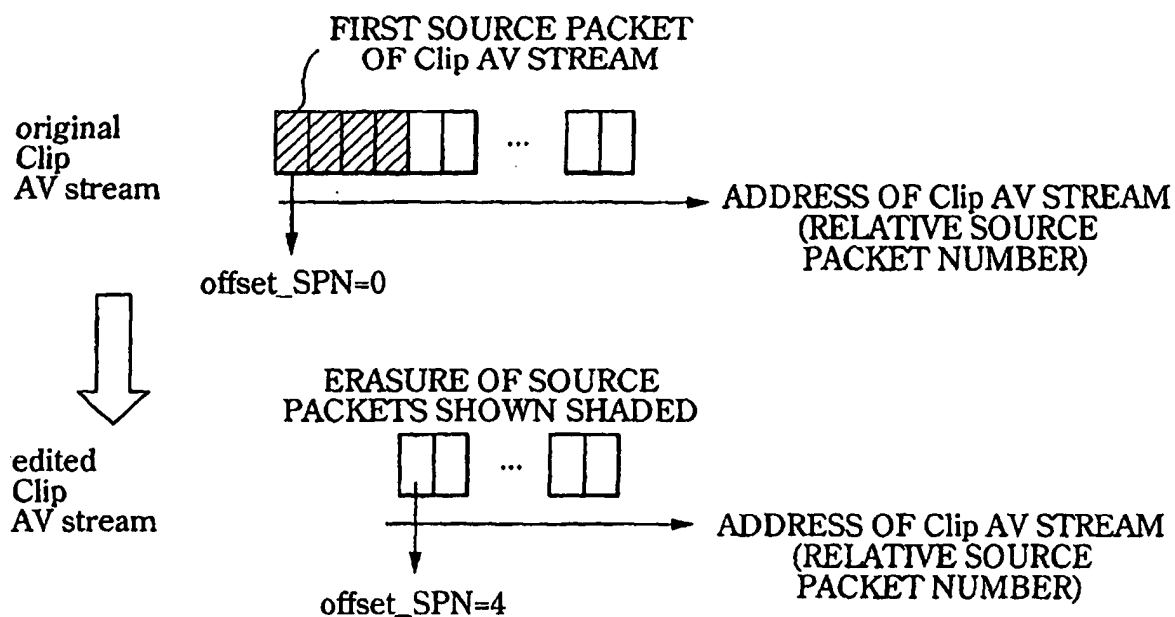 FIRST SOURCE PACKET
OF Clip AV STREAM
original
Clip
AV stream
...
ADDRESS OF Clip AV STREAM
(RELATIVE SOURCE
PACKET NUMBER)
offset_SPN=0
ERASURE OF SOURCE
PACKETS SHOWN SHADED
edited
Clip
AV stream
...
ADDRESS OF Clip AV STREAM
(RELATIVE SOURCE
PACKET NUMBER)
offset_SPN=4